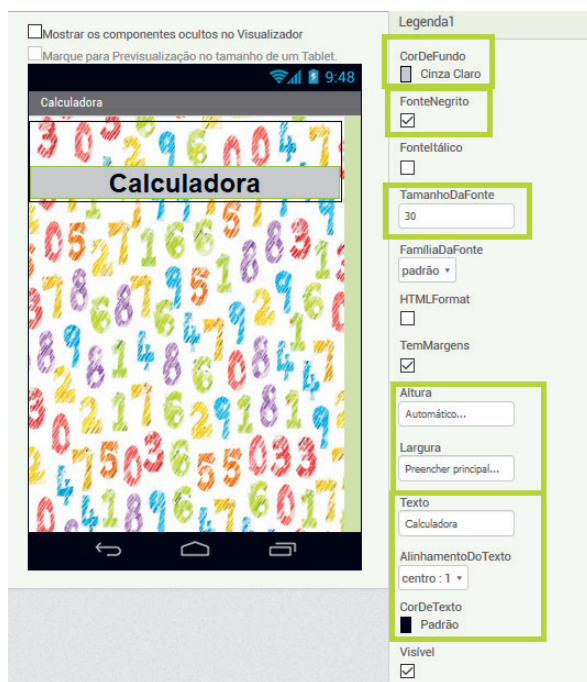 Mostrar os componentes ocultos no Visualizador
Marque para Previsualização no tamanho de um Tablet.
9:48
Calculadora
Calculadora
Legenda1
CorDeFundo
Cinza Claro
FonteNegrito
FonteItálico
TamanhoDaFonte
30
FamíliaDaFonte
padrão
HTMLFormat
TemMargens
Altura
Automático...
Largura
Preencher principal...
Texto
Calculadora
AlinhamentoDoTexto
centro : 1
CorDeTexto
Padrão
Visível